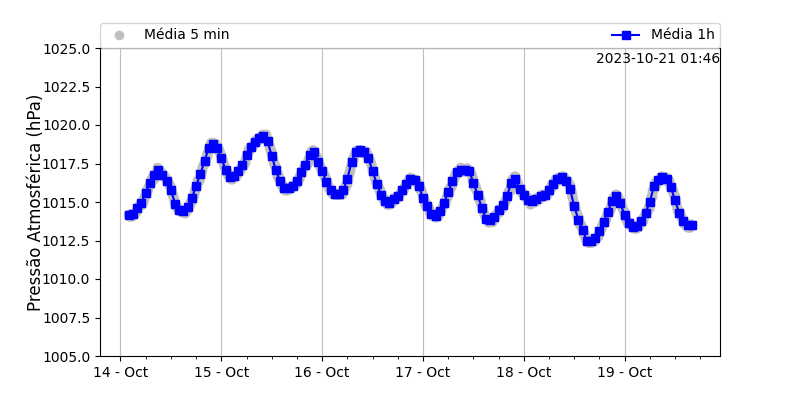 Média 5 min
Média 1h
2023-10-21 01:46
Pressão Atmosférica (hPa)
1025.0
1022.5
1020.0
1017.5
1015.0
1012.5
1010.0
1007.5
1005.0
14 - Oct
15 - Oct
16 - Oct
17 - Oct
18 - Oct
19 - Oct